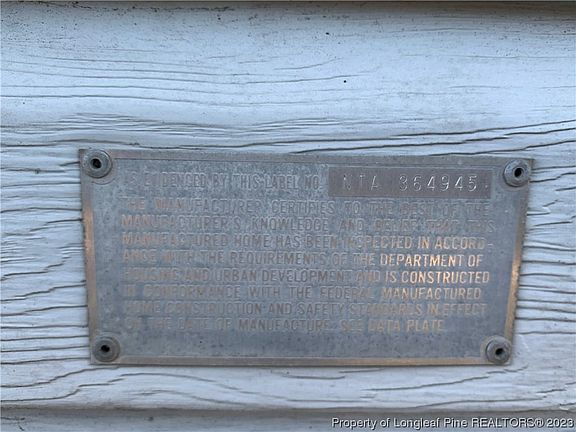 AS EVIDENCED BY THIS LABEL NO. NTA 364945
THE MANUFACTURER CERTIFIES TO THE BEST OF THE
MANUFACTURER'S KNOWLEDGE AND BELIEF THAT THIS
MANUFACTURED HOME HAS BEEN INSPECTED IN ACCORD-
ANCE WITH THE REQUIREMENTS OF THE DEPARTMENT OF
HOUSING AND URBAN DEVELOPMENT AND IS CONSTRUCTED
IN CONFORMANCE WITH THE FEDERAL MANUFACTURED
HOME CONSTRUCTION AND SAFETY STANDARDS IN EFFECT
ON THE DATE OF MANUFACTURE. SEE DATA PLATE.
Property of Longleaf Pine REALTORS® 2023